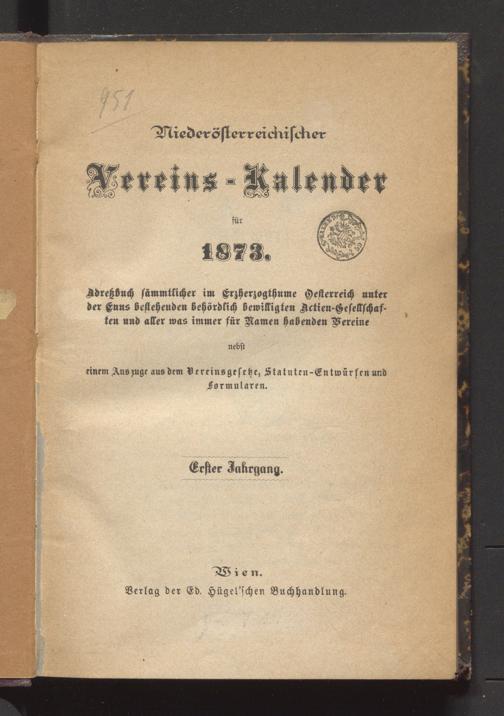 951
Niederösterreichischer
Vereins-Kalender
für
1873.
Adreßbuch sämmtlicher im Erzherzogthume Oesterreich unter
der Enns bestehenden behördlich bewilligten Actien-Gesellschaf-
ten und aller was immer für Namen habenden Vereine
nebst
einem Auszuge aus dem Vereinsgesetze, Statuten-Entwürfen und
Formularen.
Erster Jahrgang.
Wien.
Verlag der Ed. Hügel'schen Buchhandlung.